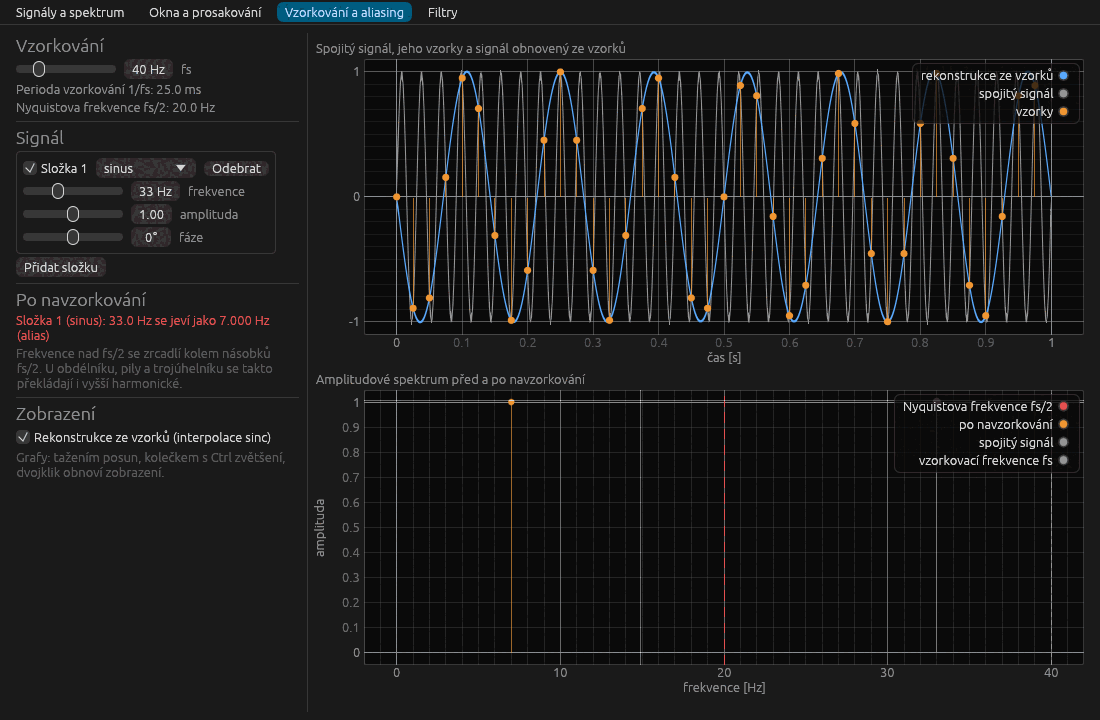 Signály a spektrum
Okna a prosakování
Vzorkování a aliasing
Filtry
Vzorkování
40 Hz fs
Perioda vzorkování 1/fs: 25.0 ms
Nyquistova frekvence fs/2: 20.0 Hz
Signál
Složka 1 sinus Odebrat
33 Hz frekvence
1.00 amplituda
0° fáze
Přidat složku
Po navzorkování
Složka 1 (sinus): 33.0 Hz se jeví jako 7.000 Hz
(alias)
Frekvence nad fs/2 se zrcadlí kolem násobků
fs/2. U obdélníku, pily a trojúhelníku se takto
překládají i vyšší harmonické.
Zobrazení
Rekonstrukce ze vzorků (interpolace sinc)
Grafy: tažením posun, kolečkem s Ctrl zvětšení,
dvojklik obnoví zobrazení.
Spojitý signál, jeho vzorky a signál obnovený ze vzorků
rekonstrukce ze vzorků
spojitý signál
vzorky
1
0
-1
0 0.1 0.2 0.3 0.4 0.5 0.6 0.7 0.8 0.9 1
čas [s]
Amplitudové spektrum před a po navzorkování
Nyquistova frekvence fs/2
po navzorkování
spojitý signál
vzorkovací frekvence fs
amplituda
1
0.9
0.8
0.7
0.6
0.5
0.4
0.3
0.2
0.1
0
0 10 20 30 40
frekvence [Hz]